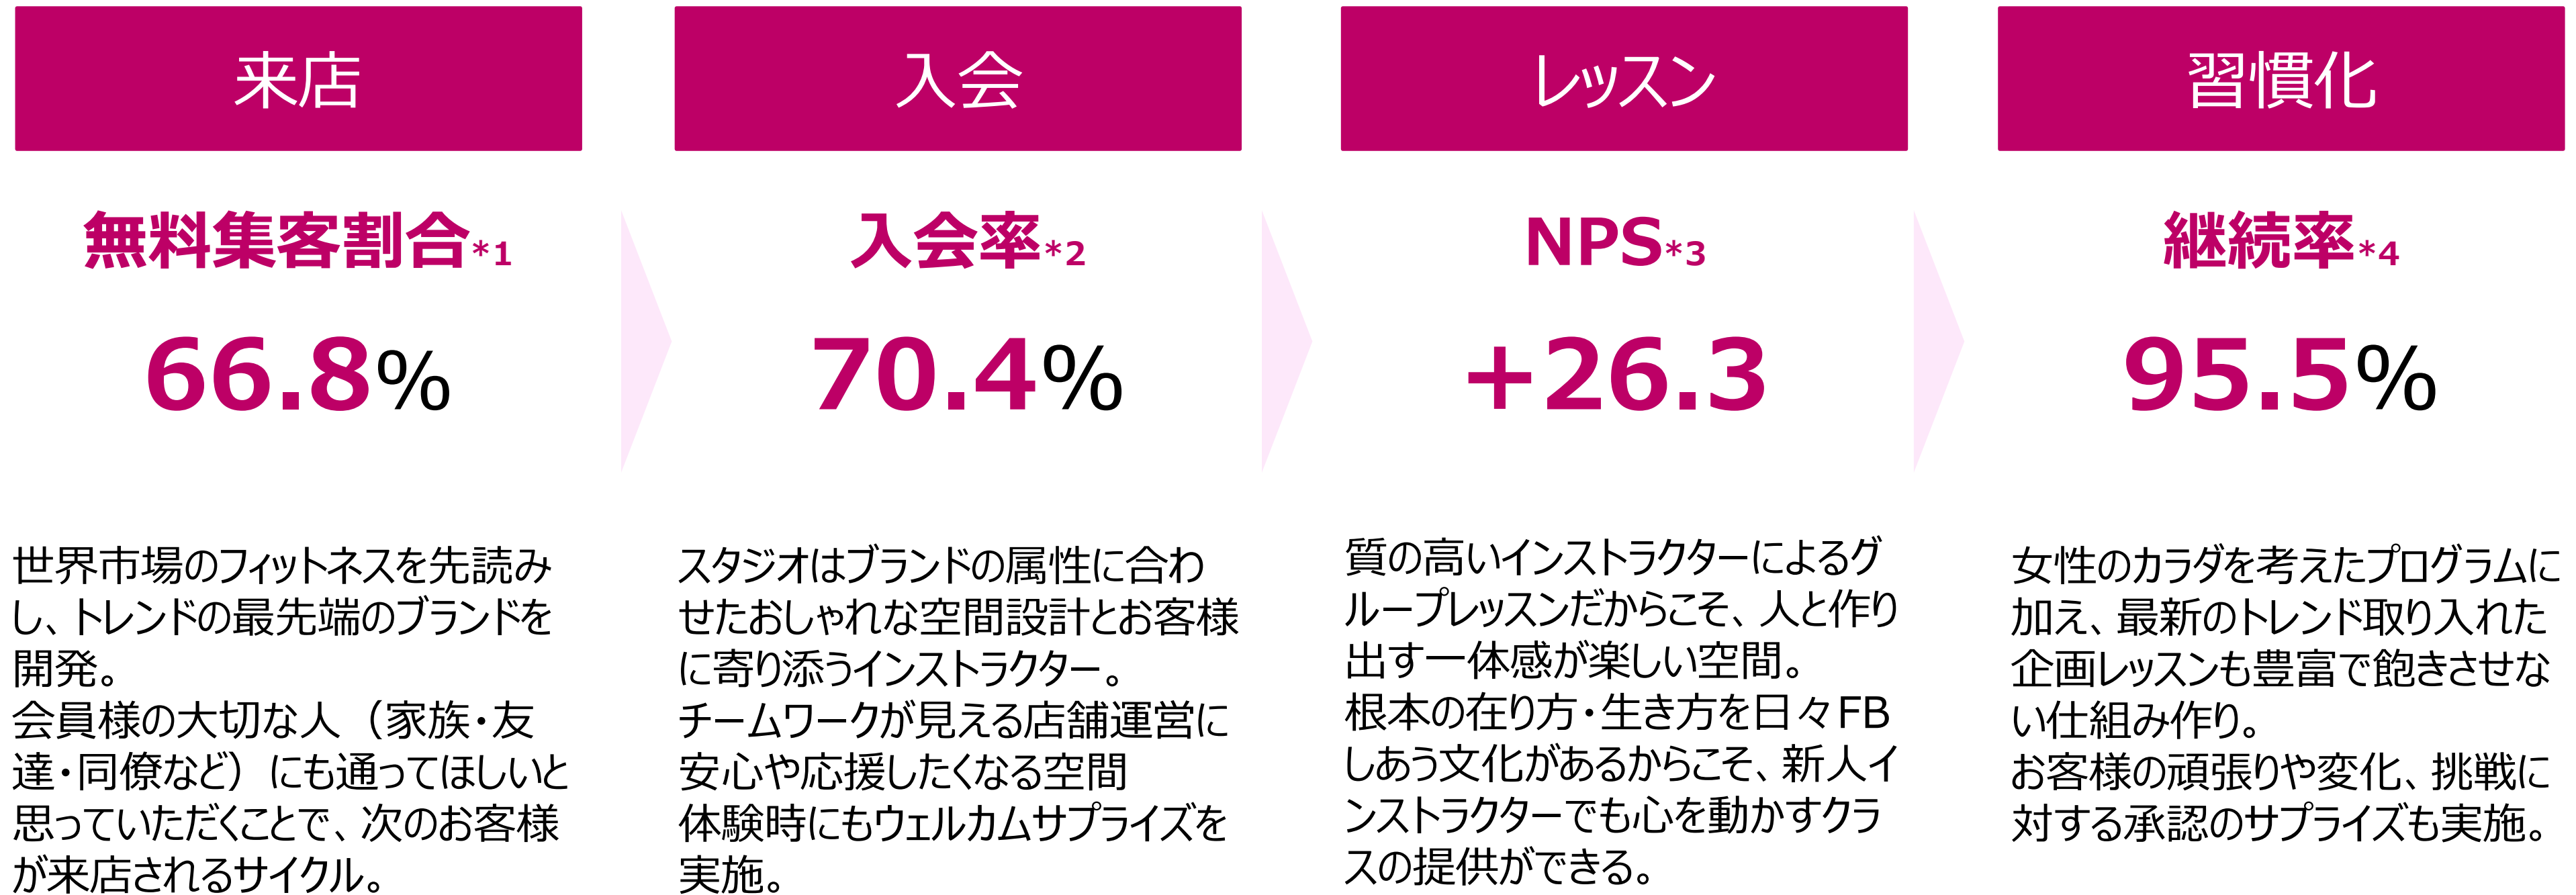 来店
無料集客割合*1
66.8%
世界市場のフィットネスを先読み
し、トレンドの最先端のブランドを
開発。
会員様の大切な人（家族・友
達・同僚など）にも通ってほしいと
思っていただくことで、次のお客様
が来店されるサイクル。
入会
入会率*2
70.4%
スタジオはブランドの属性に合わ
せたおしゃれな空間設計とお客様
に寄り添うインストラクター。
チームワークが見える店舗運営に
安心や応援したくなる空間
体験時にもウェルカムサプライズを
実施。
レッスン
NPS*3
+26.3
質の高いインストラクターによるグ
ループレッスンだからこそ、人と作り
出す一体感が楽しい空間。
根本の在り方・生き方を日々FB
しあう文化があるからこそ、新人イ
ンストラクターでも心を動かすクラ
スの提供ができる。
習慣化
継続率*4
95.5%
女性のカラダを考えたプログラムに
加え、最新のトレンド取り入れた
企画レッスンも豊富で飽きさせな
い仕組み作り。
お客様の頑張りや変化、挑戦に
対する承認のサプライズも実施。